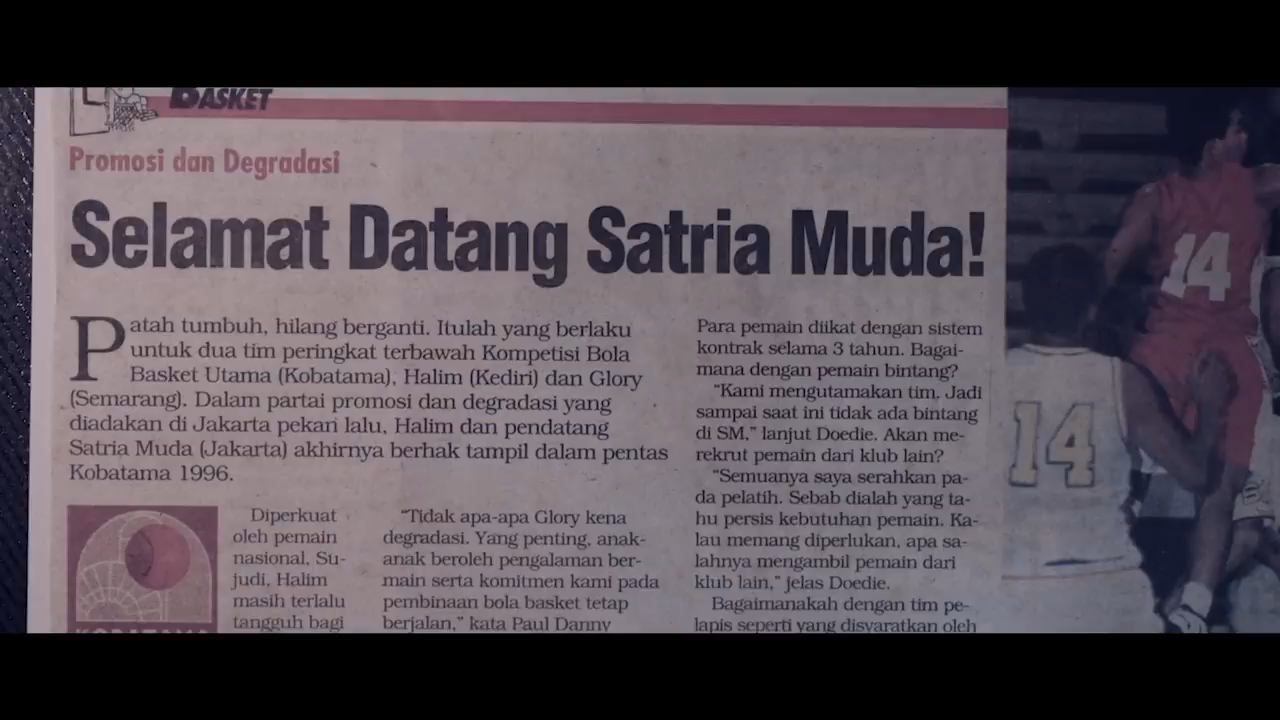 BASKET
Promosi dan Degradasi
Selamat Datang Satria Muda!
Patah tumbuh, hilang berganti. Itulah yang berlaku
untuk dua tim peringkat terbawah Kompetisi Bola
Basket Utama (Kobatama), Halim (Kediri) dan Glory
(Semarang). Dalam partai promosi dan degradasi yang
diadakan di Jakarta pekan lalu, Halim dan pendatang
Satria Muda (Jakarta) akhirnya berhak tampil dalam pentas
Kobatama 1996.
KOBATAMA
Diperkuat
oleh pemain
nasional, Su-
judi, Halim
masih terlalu
tangguh bagi
“Tidak apa-apa Glory kena
degradasi. Yang penting, anak-
anak beroleh pengalaman ber-
main serta komitmen kami pada
pembinaan bola basket tetap
berjalan,” kata Paul Danny
Para pemain diikat dengan sistem
kontrak selama 3 tahun. Bagai-
mana dengan pemain bintang?
“Kami mengutamakan tim. Jadi
sampai saat ini tidak ada bintang
di SM,” lanjut Doedie. Akan me-
rekrut pemain dari klub lain?
“Semuanya saya serahkan pa-
da pelatih. Sebab dialah yang ta-
hu persis kebutuhan pemain. Ka-
lau memang diperlukan, apa sa-
lahnya mengambil pemain dari
klub lain,” jelas Doedie.
Bagaimanakah dengan tim pe-
lapis seperti yang disyaratkan oleh
14
14